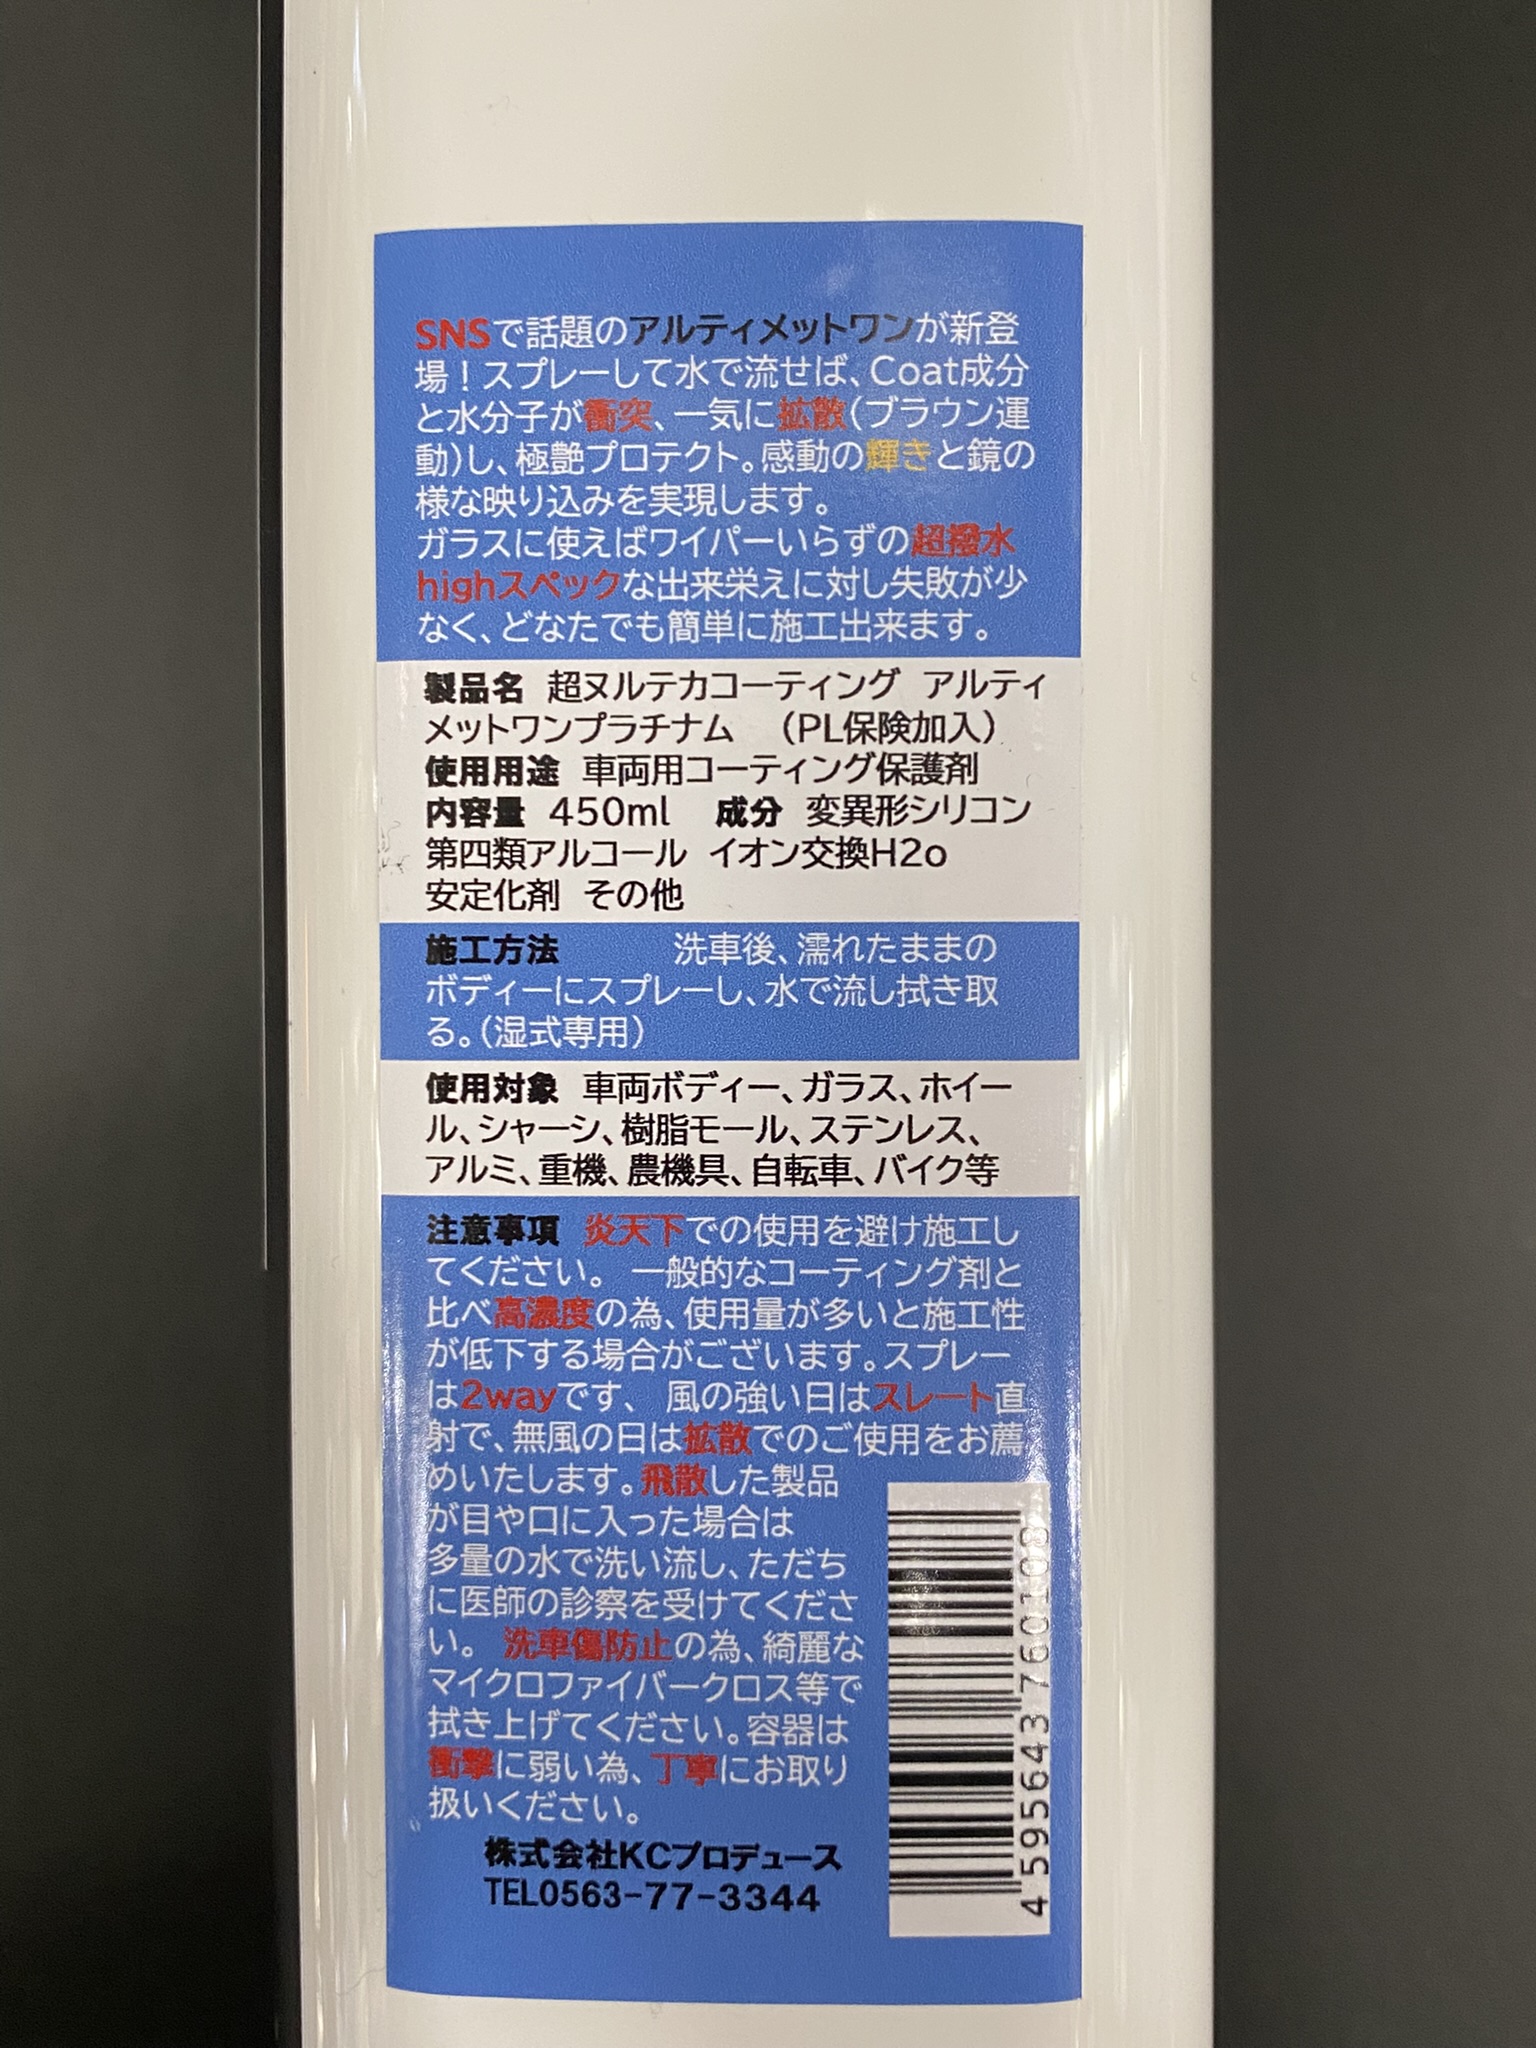 SNSで話題のアルティメットワンが新登
場！スプレーして水で流せば、Coat成分
と水分子が衝突、一気に拡散（ブラウン運
動）し、極艶プロテクト。感動の輝きと鏡の
様な映り込みを実現します。
ガラスに使えばワイパーいらずの超撥水
highスペックな出来栄えに対し失敗が少
なく、どなたでも簡単に施工出来ます。
製品名 超ヌルテカコーティング アルティ
メットワンプラチナム （PL保険加入）
使用用途 車両用コーティング保護剤
内容量 450ml 成分 変異形シリコン
第四類アルコール イオン交換H2o
安定化剤 その他
施工方法 洗車後、濡れたままの
ボディーにスプレーし、水で流し拭き取
る。（湿式専用）
使用対象 車両ボディー、ガラス、ホイー
ル、シャーシ、樹脂モール、ステンレス、
アルミ、重機、農機具、自転車、バイク等
注意事項 炎天下での使用を避け施工し
てください。 一般的なコーティング剤と
比べ高濃度の為、使用量が多いと施工性
が低下する場合がございます。スプレー
は2wayです、 風の強い日はスレート直
射で、無風の日は拡散でのご使用をお薦
めいたします。飛散した製品
が目や口に入った場合は
多量の水で洗い流し、ただち
に医師の診察を受けてくださ
い。 洗車傷防止の為、綺麗な
マイクロファイバークロス等で
拭き上げてください。容器は
衝撃に弱い為、丁寧にお取り
扱いください。
株式会社KCプロデュース
TEL0563-77-3344
4595643760108